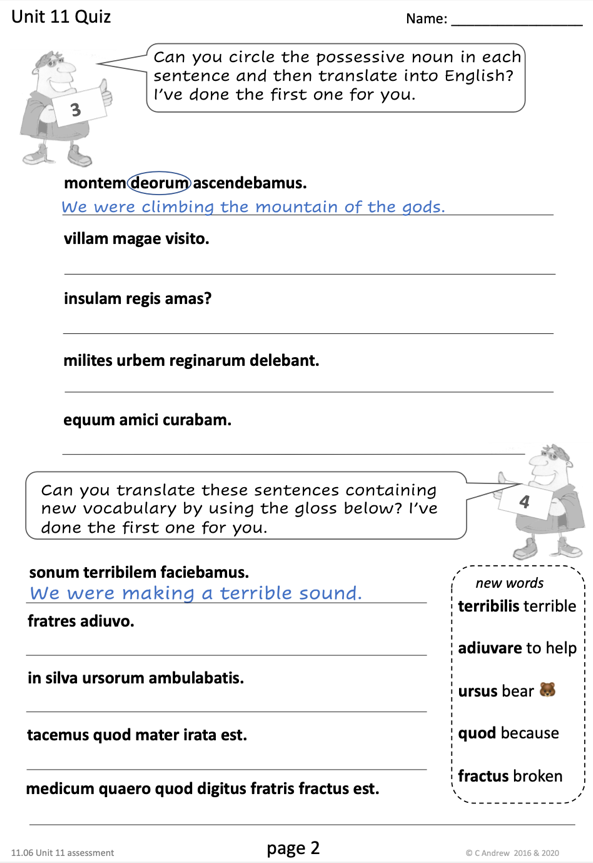 Unit 11 Quiz
Name: ___________________
Can you circle the possessive noun in each
sentence and then translate into English?
I've done the first one for you.
3
montem deorum ascendebamus.
We were climbing the mountain of the gods.
villam magae visito.
insulam regis amas?
milites urbem reginarum delebant.
equum amici curabam.
Can you translate these sentences containing
new vocabulary by using the gloss below? I've
done the first one for you.
4
sonum terribilem faciebamus.
We were making a terrible sound.
fratres adiuvo.
in silva ursorum ambulabatis.
tacemus quod mater irata est.
medicum quaero quod digitus fratris fractus est.
new words
terribilis terrible
adiuvare to help
ursus bear 🐻
quod because
fractus broken
11.06 Unit 11 assessment
page 2
© C Andrew 2016 & 2020